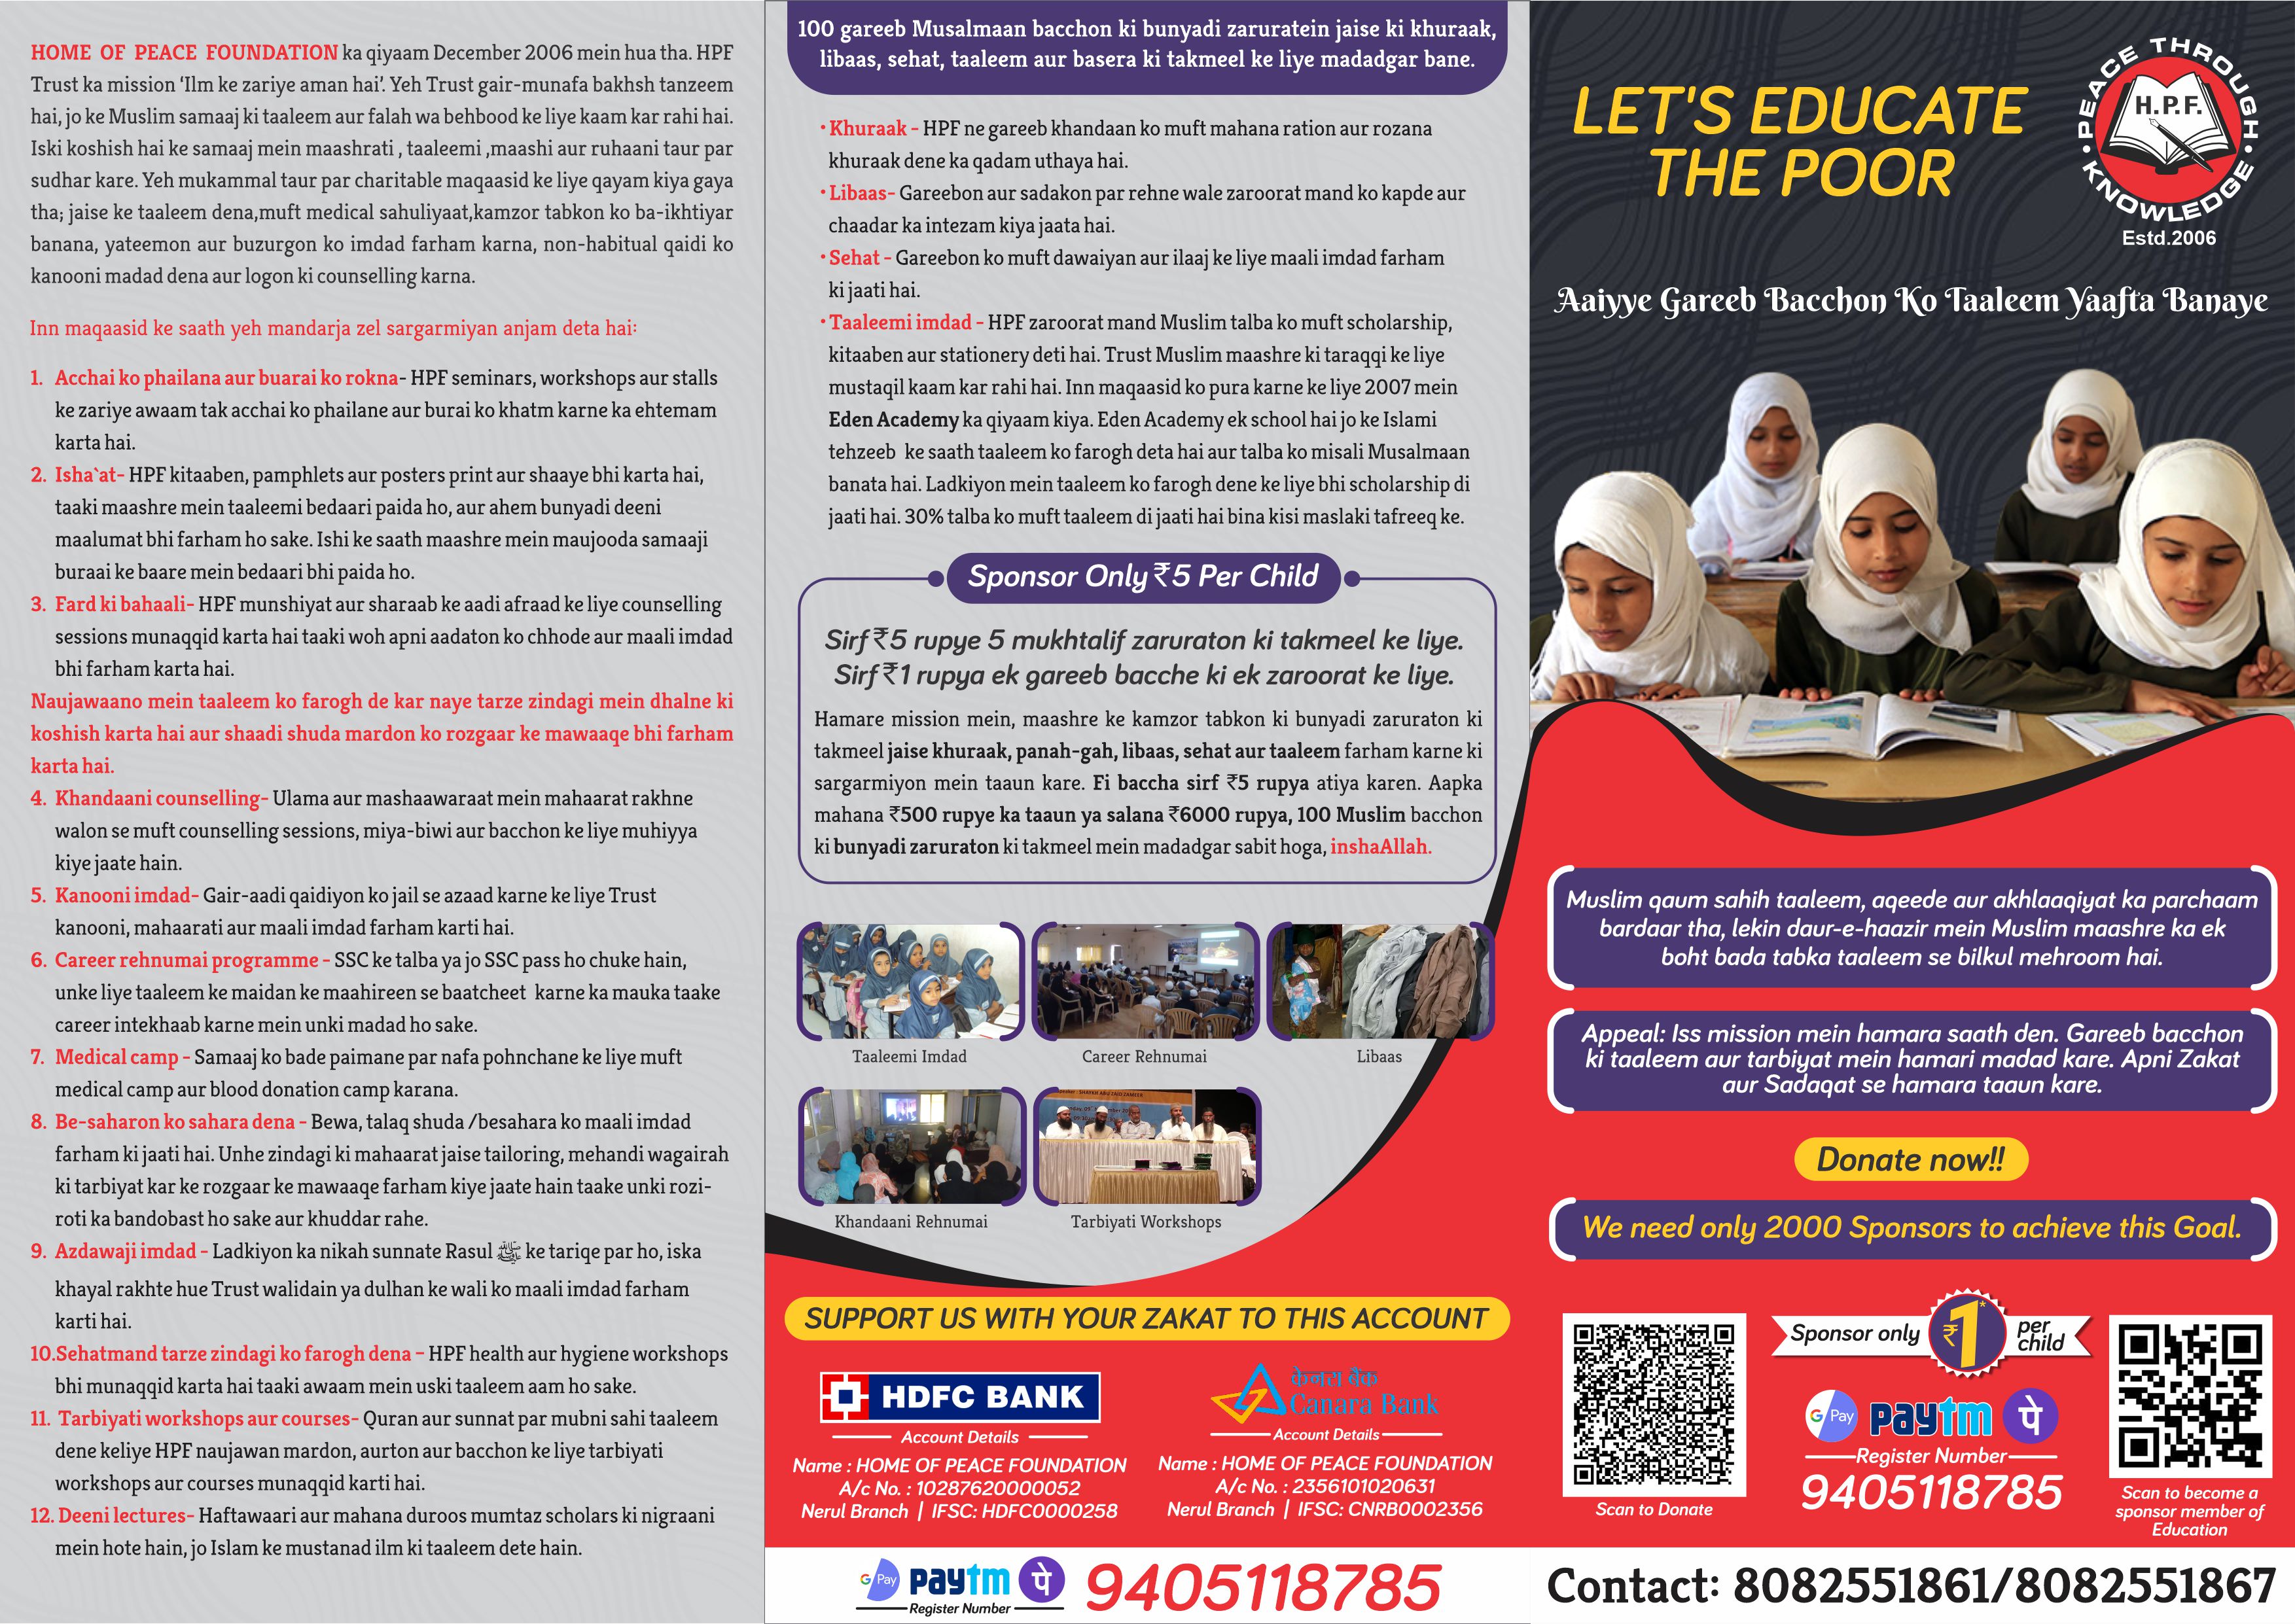 HOME OF PEACE FOUNDATION ka qiyaam December 2006 mein hua tha. HPF
Trust ka mission ‘Ilm ke zariye aman hai’. Yeh Trust gair-munafa bakhsh tanzeem
hai, jo ke Muslim samaaj ki taaleem aur falah wa behbood ke liye kaam kar rahi hai.
Iski koshish hai ke samaaj mein maashrati , taaleemi ,maashi aur ruhaani taur par
sudhar kare. Yeh mukammal taur par charitable maqaasid ke liye qayam kiya gaya
tha; jaise ke taaleem dena,muft medical sahuliyaat,kamzor tabkon ko ba-ikhtiyar
banana, yateemon aur buzurgon ko imdad farham karna, non-habitual qaidi ko
kanooni madad dena aur logon ki counselling karna.
Inn maqaasid ke saath yeh mandarja zel sargarmiyan anjam deta hai:
1. Acchai ko phailana aur buarai ko rokna- HPF seminars, workshops aur stalls
ke zariye awaam tak acchai ko phailane aur burai ko khatm karne ka ehtemam
karta hai.
2. Isha`at- HPF kitaaben, pamphlets aur posters print aur shaaye bhi karta hai,
taaki maashre mein taaleemi bedaari paida ho, aur ahem bunyadi deeni
maalumat bhi farham ho sake. Ishi ke saath maashre mein maujooda samaaji
buraai ke baare mein bedaari bhi paida ho.
3. Fard ki bahaali- HPF munshiyat aur sharaab ke aadi afraad ke liye counselling
sessions munaqqid karta hai taaki woh apni aadaton ko chhode aur maali imdad
bhi farham karta hai.
Naujawaano mein taaleem ko farogh de kar naye tarze zindagi mein dhalne ki
koshish karta hai aur shaadi shuda mardon ko rozgaar ke mawaaqe bhi farham
karta hai.
4. Khandaani counselling- Ulama aur mashaawaraat mein mahaarat rakhne
walon se muft counselling sessions, miya-biwi aur bacchon ke liye muhiyya
kiye jaate hain.
5. Kanooni imdad- Gair-aadi qaidiyon ko jail se azaad karne ke liye Trust
kanooni, mahaarati aur maali imdad farham karti hai.
6. Career rehnumai programme - SSC ke talba ya jo SSC pass ho chuke hain,
unke liye taaleem ke maidan ke maahireen se baatcheet karne ka mauka taake
career intekhaab karne mein unki madad ho sake.
7. Medical camp - Samaaj ko bade paimane par nafa pohnchane ke liye muft
medical camp aur blood donation camp karana.
8. Be-saharon ko sahara dena - Bewa, talaq shuda /besahara ko maali imdad
farham ki jaati hai. Unhe zindagi ki mahaarat jaise tailoring, mehandi wagairah
ki tarbiyat kar ke rozgaar ke mawaaqe farham kiye jaate hain taake unki rozi-
roti ka bandobast ho sake aur khuddar rahe.
9. Azdawaji imdad - Ladkiyon ka nikah sunnate Rasul ﷺ ke tariqe par ho, iska
khayal rakhte hue Trust walidain ya dulhan ke wali ko maali imdad farham
karti hai.
10.Sehatmand tarze zindagi ko farogh dena – HPF health aur hygiene workshops
bhi munaqqid karta hai taaki awaam mein uski taaleem aam ho sake.
11. Tarbiyati workshops aur courses- Quran aur sunnat par mubni sahi taaleem
dene keliye HPF naujawan mardon, aurton aur bacchon ke liye tarbiyati
workshops aur courses munaqqid karti hai.
12. Deeni lectures- Haftawaari aur mahana duroos mumtaz scholars ki nigraani
mein hote hain, jo Islam ke mustanad ilm ki taaleem dete hain.
100 gareeb Musalmaan bacchon ki bunyadi zaruratein jaise ki khuraak,
libaas, sehat, taaleem aur basera ki takmeel ke liye madadgar bane.
• Khuraak - HPF ne gareeb khandaan ko muft mahana ration aur rozana
khuraak dene ka qadam uthaya hai.
• Libaas- Gareebon aur sadakon par rehne wale zaroorat mand ko kapde aur
chaadar ka intezam kiya jaata hai.
• Sehat - Gareebon ko muft dawaiyan aur ilaaj ke liye maali imdad farham
ki jaati hai.
• Taaleemi imdad - HPF zaroorat mand Muslim talba ko muft scholarship,
kitaaben aur stationery deti hai. Trust Muslim maashre ki taraqqi ke liye
mustaqil kaam kar rahi hai. Inn maqaasid ko pura karne ke liye 2007 mein
Eden Academy ka qiyaam kiya. Eden Academy ek school hai jo ke Islami
tehzeeb ke saath taaleem ko farogh deta hai aur talba ko misali Musalmaan
banata hai. Ladkiyon mein taaleem ko farogh dene ke liye bhi scholarship di
jaati hai. 30% talba ko muft taaleem di jaati hai bina kisi maslaki tafreeq ke.
Sponsor Only ₹5 Per Child
Sirf ₹5 rupye 5 mukhtalif zaruraton ki takmeel ke liye.
Sirf ₹1 rupya ek gareeb bacche ki ek zaroorat ke liye.
Hamare mission mein, maashre ke kamzor tabkon ki bunyadi zaruraton ki
takmeel jaise khuraak, panah-gah, libaas, sehat aur taaleem farham karne ki
sargarmiyon mein taaun kare. Fi baccha sirf ₹5 rupya atiya karen. Aapka
mahana ₹500 rupye ka taaun ya salana ₹6000 rupya, 100 Muslim bacchon
ki bunyadi zaruraton ki takmeel mein madadgar sabit hoga, inshaAllah.
Taaleemi Imdad
Career Rehnumai
Libaas
SHAYKH ABU ZAID ZAMEER
Khandaani Rehnumai
Tarbiyati Workshops
SUPPORT US WITH YOUR ZAKAT TO THIS ACCOUNT
HDFC BANK
Account Details
Name : HOME OF PEACE FOUNDATION
A/c No. : 10287620000052
Nerul Branch | IFSC: HDFC0000258
केनरा बैंक
Canara Bank
Account Details
Name : HOME OF PEACE FOUNDATION
A/c No. : 2356101020631
Nerul Branch | IFSC: CNRB0002356
G Pay paytm पे
Register Number
9405118785
LET'S EDUCATE
THE POOR
PEACE THROUGH
KNOWLEDGE
H.P.F.
Estd.2006
Aaiyye Gareeb Bacchon Ko Taaleem Yaafta Banaye
Muslim qaum sahih taaleem, aqeede aur akhlaaqiyat ka parchaam
bardaar tha, lekin daur-e-haazir mein Muslim maashre ka ek
boht bada tabka taaleem se bilkul mehroom hai.
Appeal: Iss mission mein hamara saath den. Gareeb bacchon
ki taaleem aur tarbiyat mein hamari madad kare. Apni Zakat
aur Sadaqat se hamara taaun kare.
Donate now!!
We need only 2000 Sponsors to achieve this Goal.
Scan to Donate
Sponsor only ₹1* per child
G Pay paytm पे
Register Number
9405118785
Scan to become a
sponsor member of
Education
Contact: 8082551861/8082551867